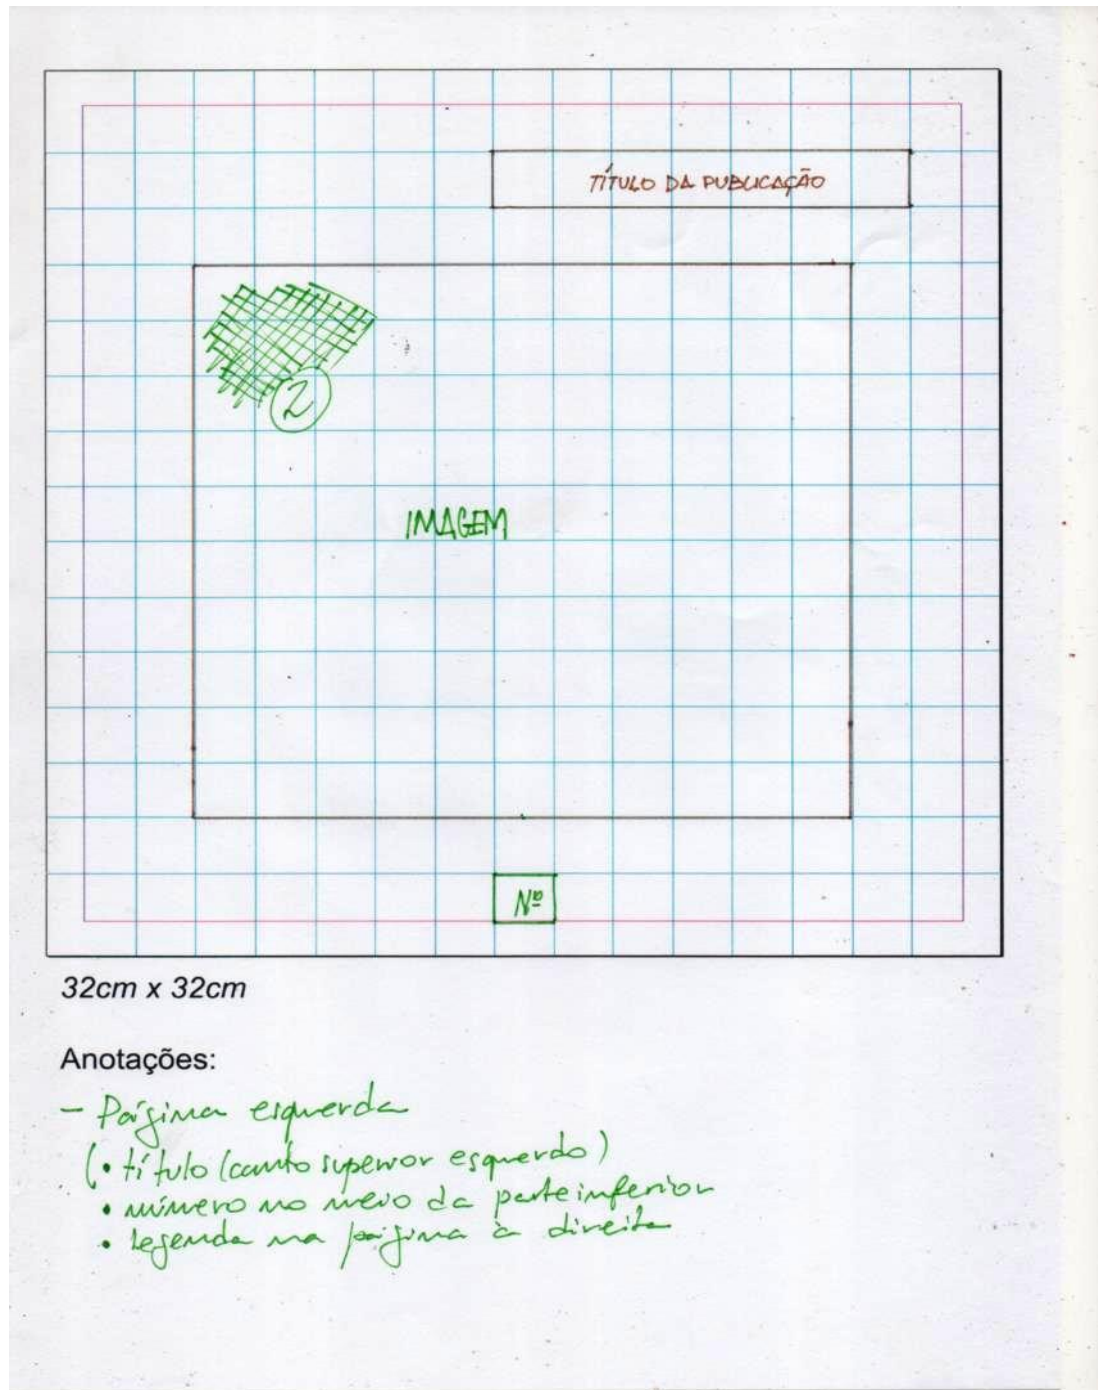 TÍTULO DA PUBLICAÇÃO
2
IMAGEM
Nº
32cm x 32cm
Anotações:
- Página esquerda
(• título (canto superior esquerdo)
• número no meio da parte inferior
• legenda na página à direita